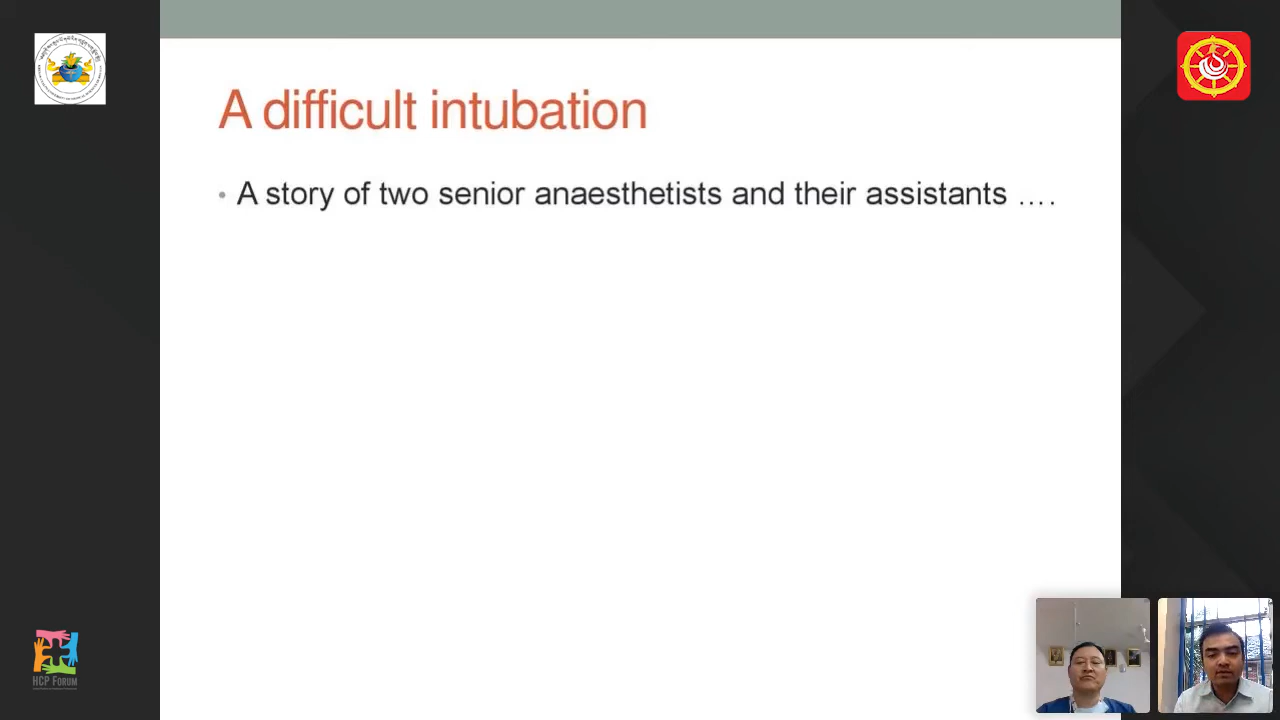 A difficult intubation
• A story of two senior anaesthetists and their assistants ....
HCP FORUM